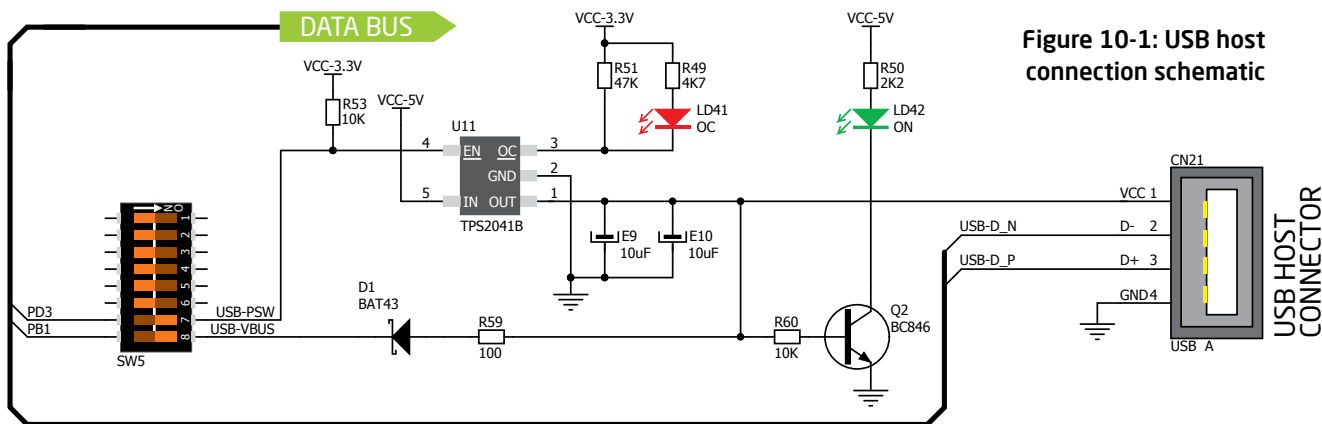 DATA BUS
Figure 10-1: USB host
connection schematic
VCC-3.3V
R53
10K
VCC-5V
VCC-3.3V
R51
47K
R49
4K7
LD41
OC
VCC-5V
R50
2K2
LD42
ON
U11
4
EN
OC
3
GND
2
5
IN
OUT
1
TPS2041B
E9
10uF
E10
10uF
CN21
VCC 1
USB-D_N
D- 2
USB-D_P
D+ 3
GND 4
USB A
USB HOST
CONNECTOR
ON
1
2
3
4
5
6
7
8
PD3
PB1
USB-PSW
USB-VBUS
SW5
D1
BAT43
R59
100
R60
10K
Q2
BC846